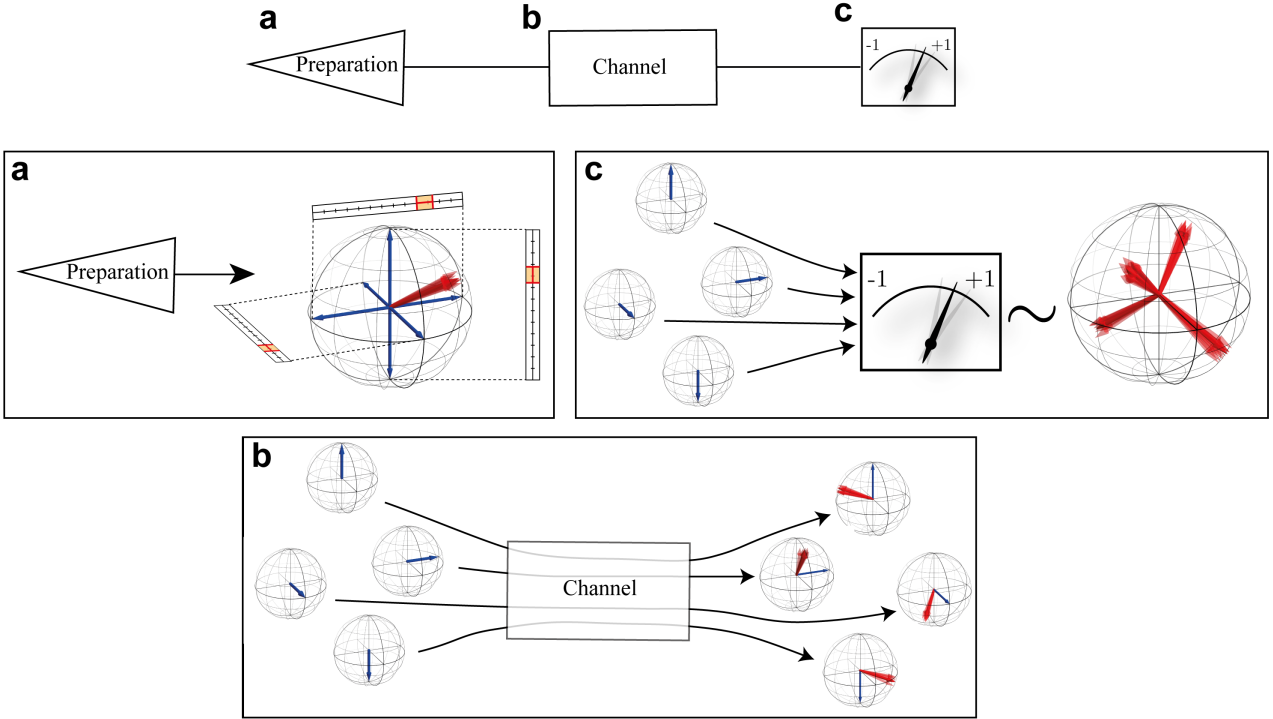 a
b
c
Preparation
Channel
-1
+1
a
Preparation
c
-1
+1
∼
b
Channel